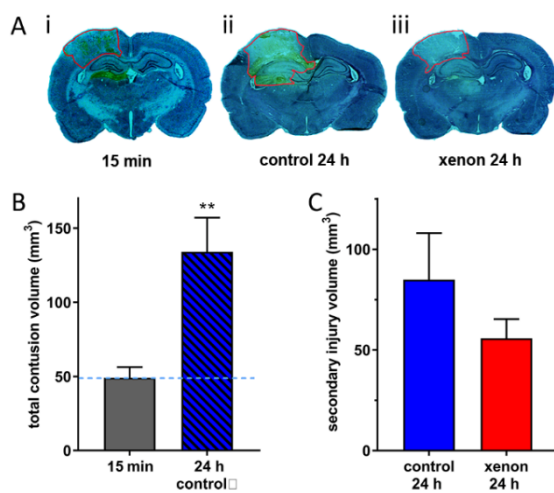 A
i
ii
iii
15 min
control 24 h
xenon 24 h
B
total contusion volume (mm³)
150
100
50
0
**
15 min
24 h
control□
C
secondary injury volume (mm³)
100
50
0
control
24 h
xenon
24 h